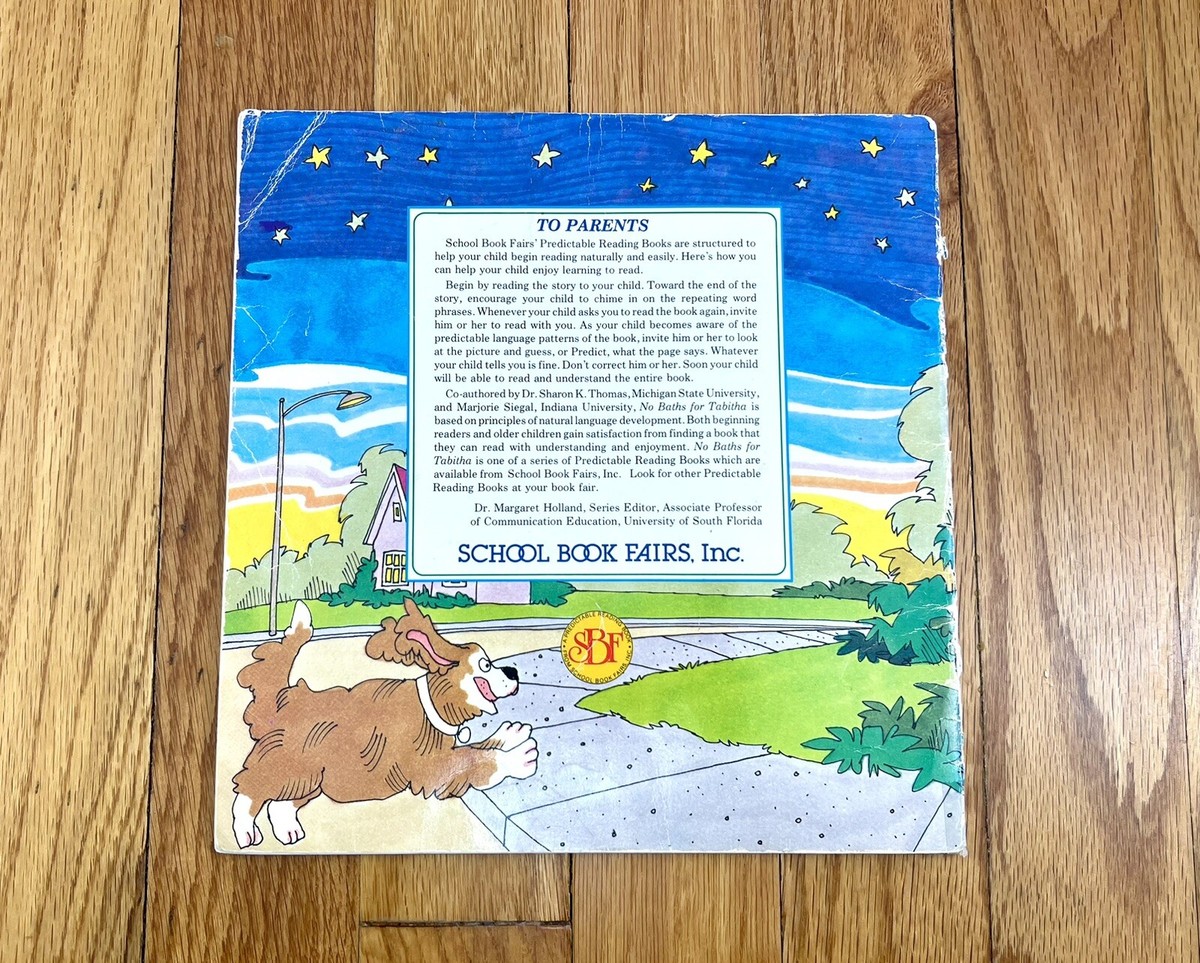 TO PARENTS
School Book Fairs' Predictable Reading Books are structured to
help your child begin reading naturally and easily. Here's how you
can help your child enjoy learning to read.
Begin by reading the story to your child. Toward the end of the
story, encourage your child to chime in on the repeating word
phrases. Whenever your child asks you to read the book again, invite
him or her to read with you. As your child becomes aware of the
predictable language patterns of the book, invite him or her to look
at the picture and guess, or Predict, what the page says. Whatever
your child tells you is fine. Don't correct him or her. Soon your child
will be able to read and understand the entire book.
Co-authored by Dr. Sharon K. Thomas, Michigan State University,
and Marjorie Siegal, Indiana University, No Baths for Tabitha is
based on principles of natural language development. Both beginning
readers and older children gain satisfaction from finding a book that
they can read with understanding and enjoyment. No Baths for
Tabitha is one of a series of Predictable Reading Books which are
available from School Book Fairs, Inc. Look for other Predictable
Reading Books at your book fair.
Dr. Margaret Holland, Series Editor, Associate Professor
of Communication Education, University of South Florida
SCHOOL BOOK FAIRS, Inc.
A PREDICTABLE READING BOOK
SBF
FROM SCHOOL BOOK FAIRS, INC.